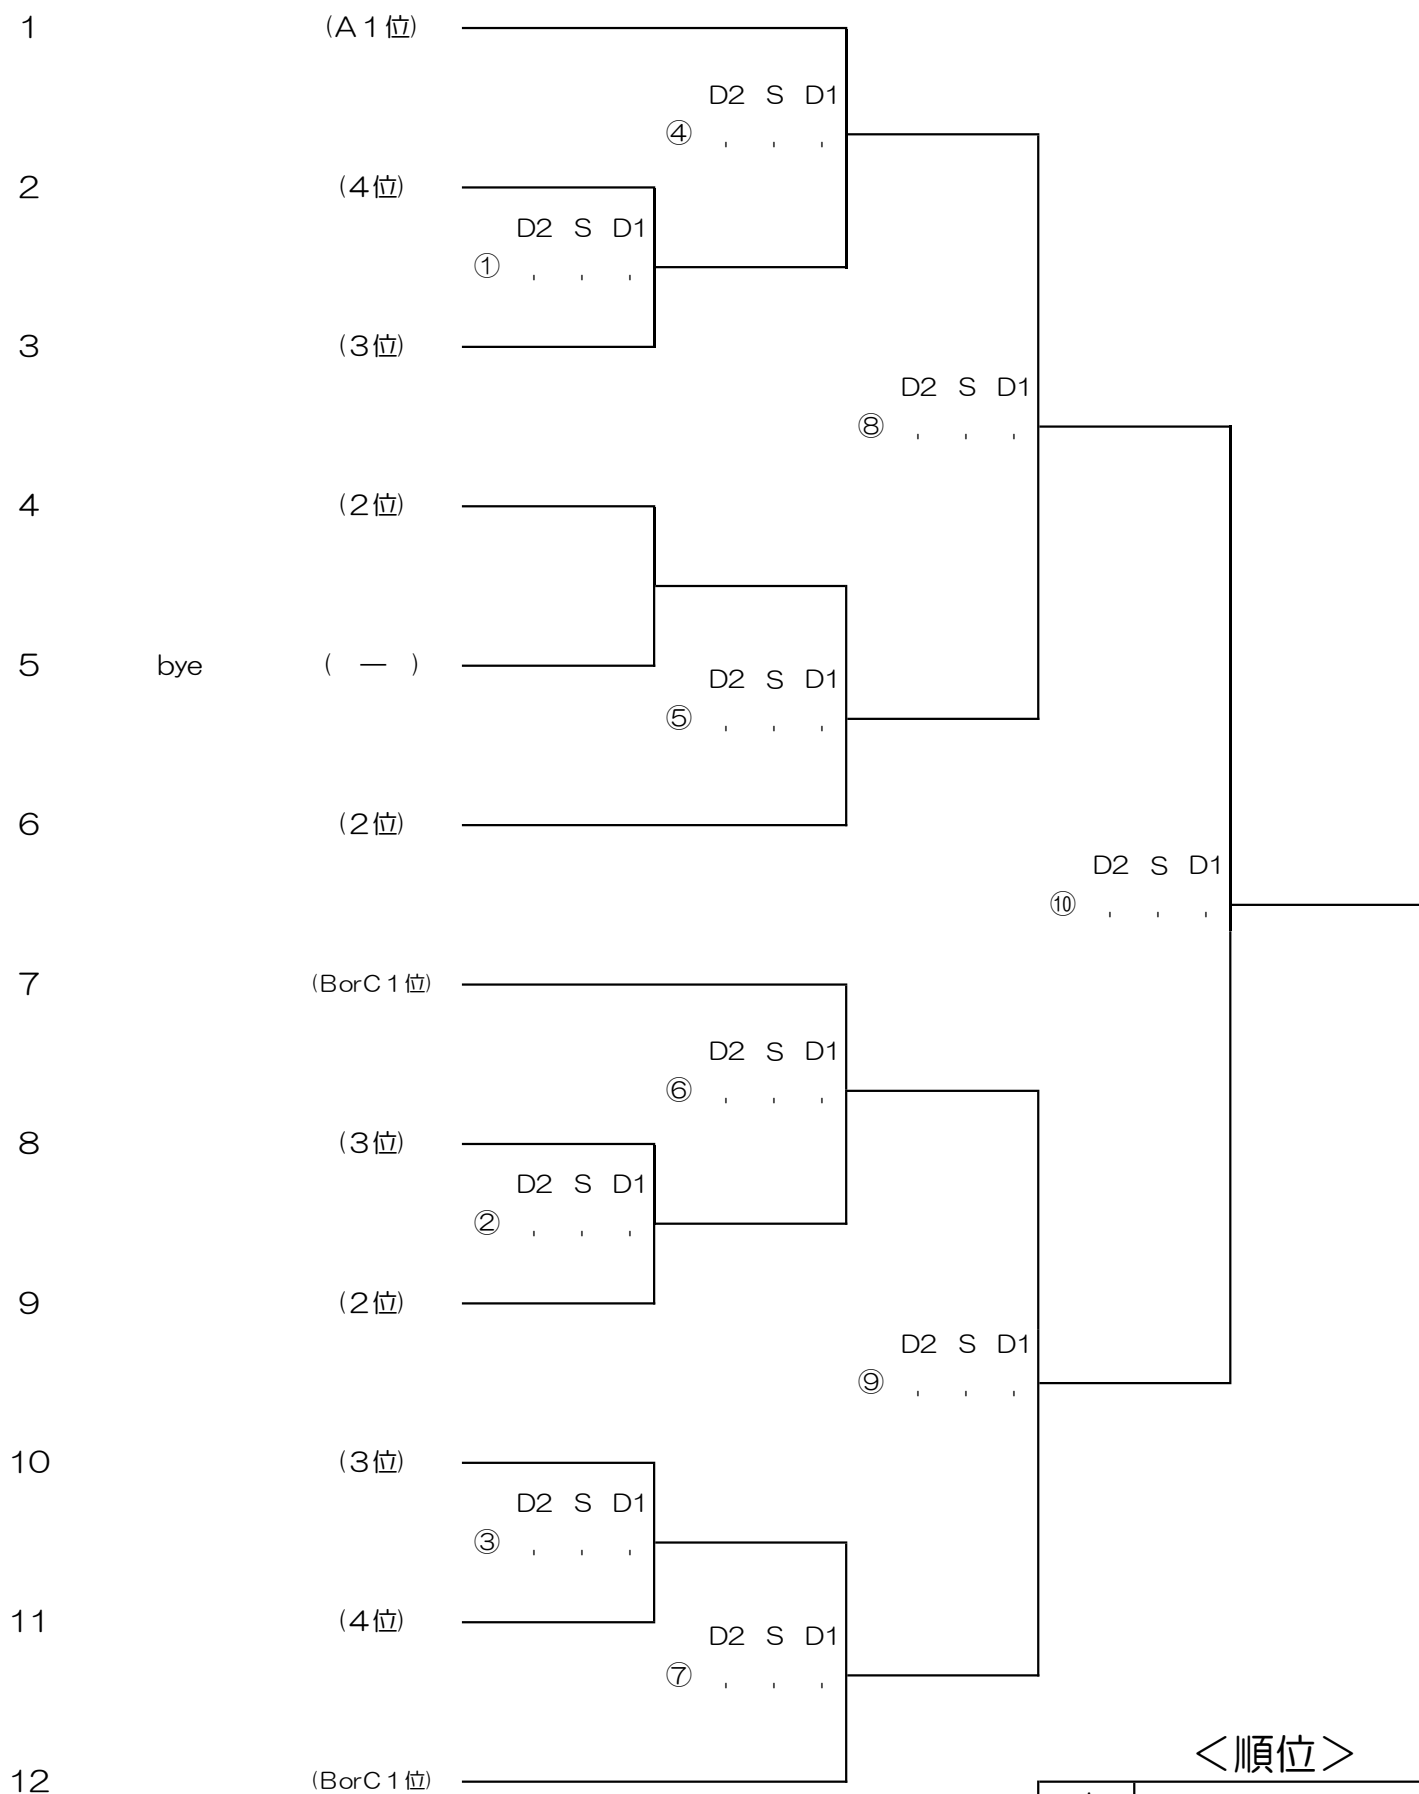 1 (A1位)
D2 S D1
④ , , ,
2 (4位)
D2 S D1
① , , ,
3 (3位)
D2 S D1
⑧ , , ,
4 (2位)
5 bye ( ― )
D2 S D1
⑤ , , ,
6 (2位)
D2 S D1
⑩ , , ,
7 (BorC1位)
D2 S D1
⑥ , , ,
8 (3位)
D2 S D1
② , , ,
9 (2位)
D2 S D1
⑨ , , ,
10 (3位)
D2 S D1
③ , , ,
11 (4位)
D2 S D1
⑦ , , ,
＜順位＞
12 (BorC1位)